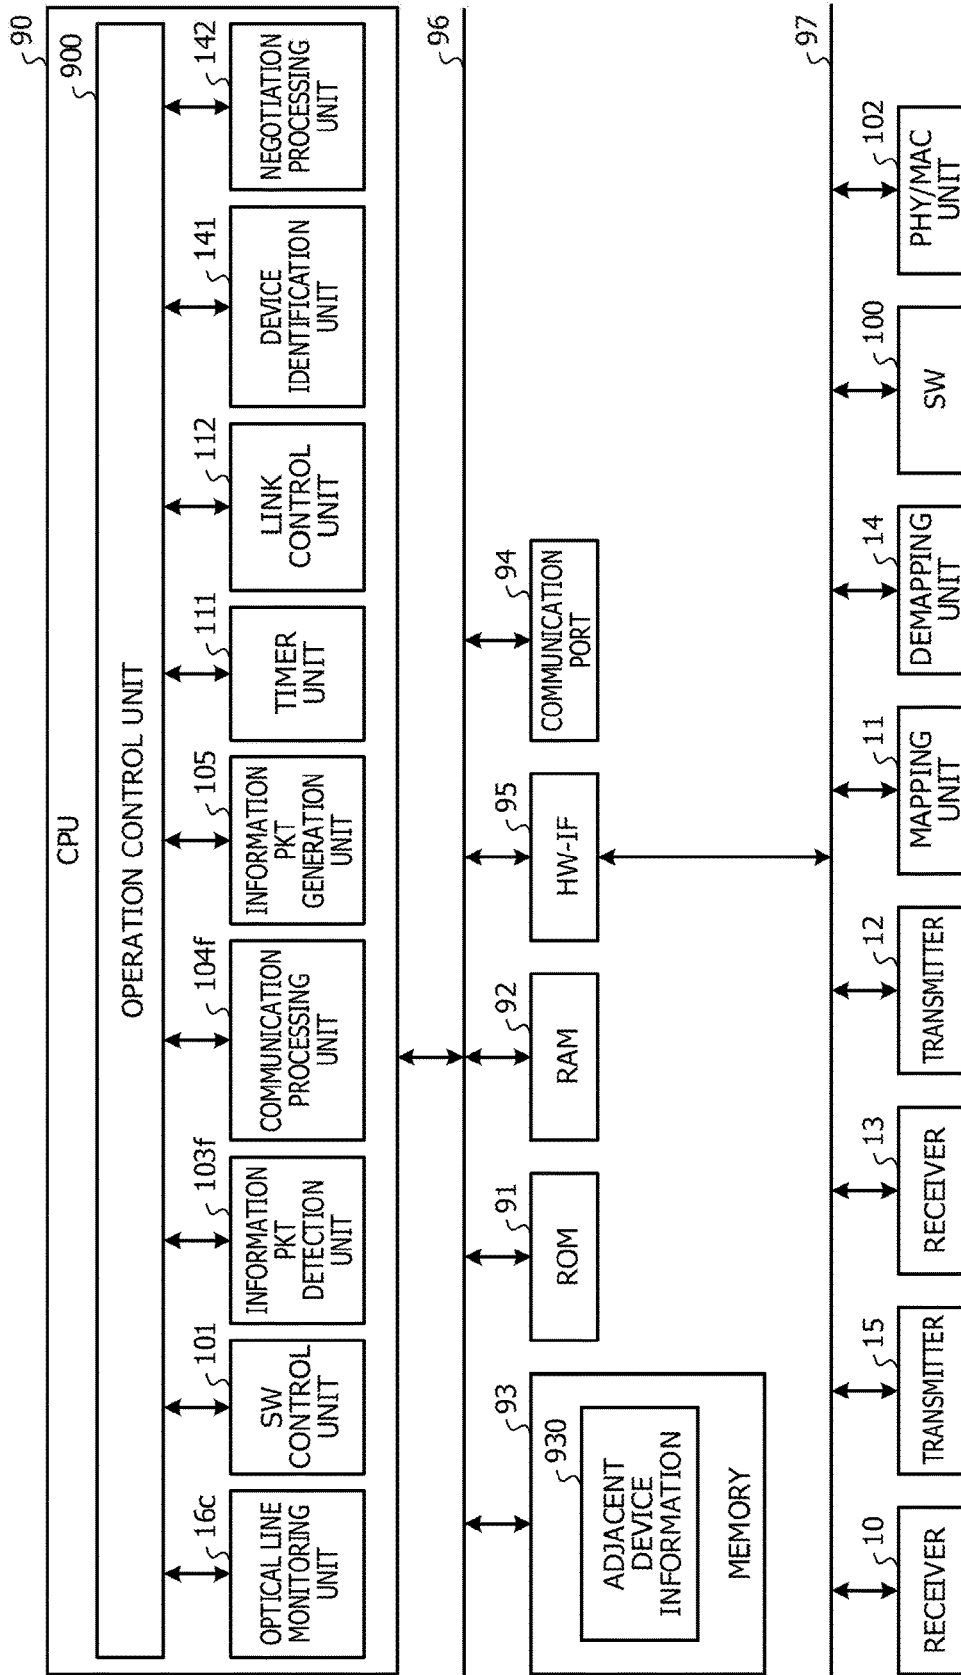 90
CPU
900
OPERATION CONTROL UNIT
16c
OPTICAL LINE
MONITORING
UNIT
101
SW
CONTROL
UNIT
103f
INFORMATION
PKT
DETECTION
UNIT
104f
COMMUNICATION
PROCESSING
UNIT
105
INFORMATION
PKT
GENERATION
UNIT
111
TIMER
UNIT
112
LINK
CONTROL
UNIT
141
DEVICE
IDENTIFICATION
UNIT
142
NEGOTIATION
PROCESSING
UNIT
96
93
930
ADJACENT
DEVICE
INFORMATION
MEMORY
91
ROM
92
RAM
95
HW-IF
94
COMMUNICATION
PORT
97
10
RECEIVER
15
TRANSMITTER
13
RECEIVER
12
TRANSMITTER
11
MAPPING
UNIT
14
DEMAPPING
UNIT
100
SW
102
PHY/MAC
UNIT